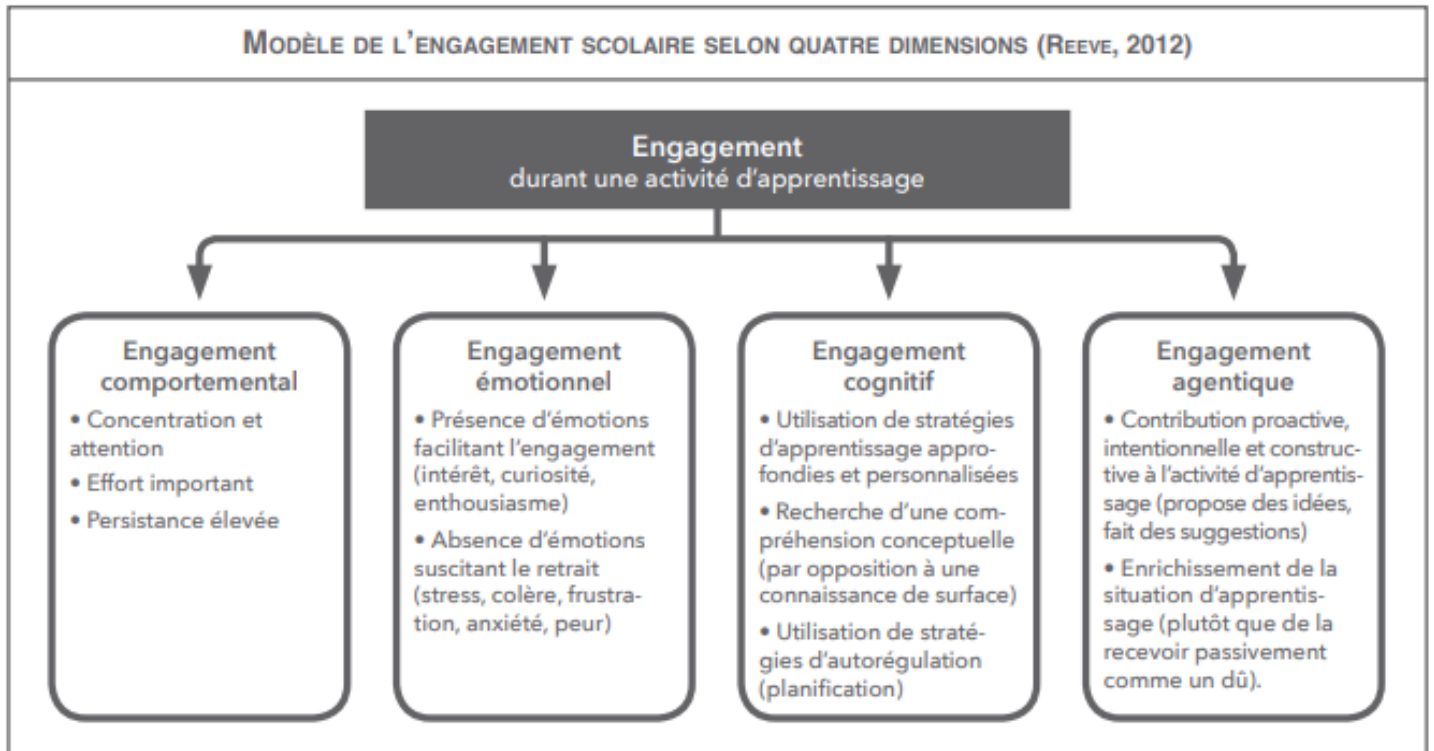 MODÈLE DE L'ENGAGEMENT SCOLAIRE SELON QUATRE DIMENSIONS (REEVE, 2012)
Engagement
durant une activité d'apprentissage
Engagement
comportemental
• Concentration et
attention
• Effort important
• Persistance élevée
Engagement
émotionnel
• Présence d'émotions
facilitant l'engagement
(intérêt, curiosité,
enthousiasme)
• Absence d'émotions
suscitant le retrait
(stress, colère, frustra-
tion, anxiété, peur)
Engagement
cognitif
• Utilisation de stratégies
d'apprentissage appro-
fondies et personnalisées
• Recherche d'une com-
préhension conceptuelle
(par opposition à une
connaissance de surface)
• Utilisation de straté-
gies d'autorégulation
(planification)
Engagement
agentique
• Contribution proactive,
intentionnelle et construc-
tive à l'activité d'apprentis-
sage (propose des idées,
fait des suggestions)
• Enrichissement de la
situation d'apprentis-
sage (plutôt que de la
recevoir passivement
comme un dû).